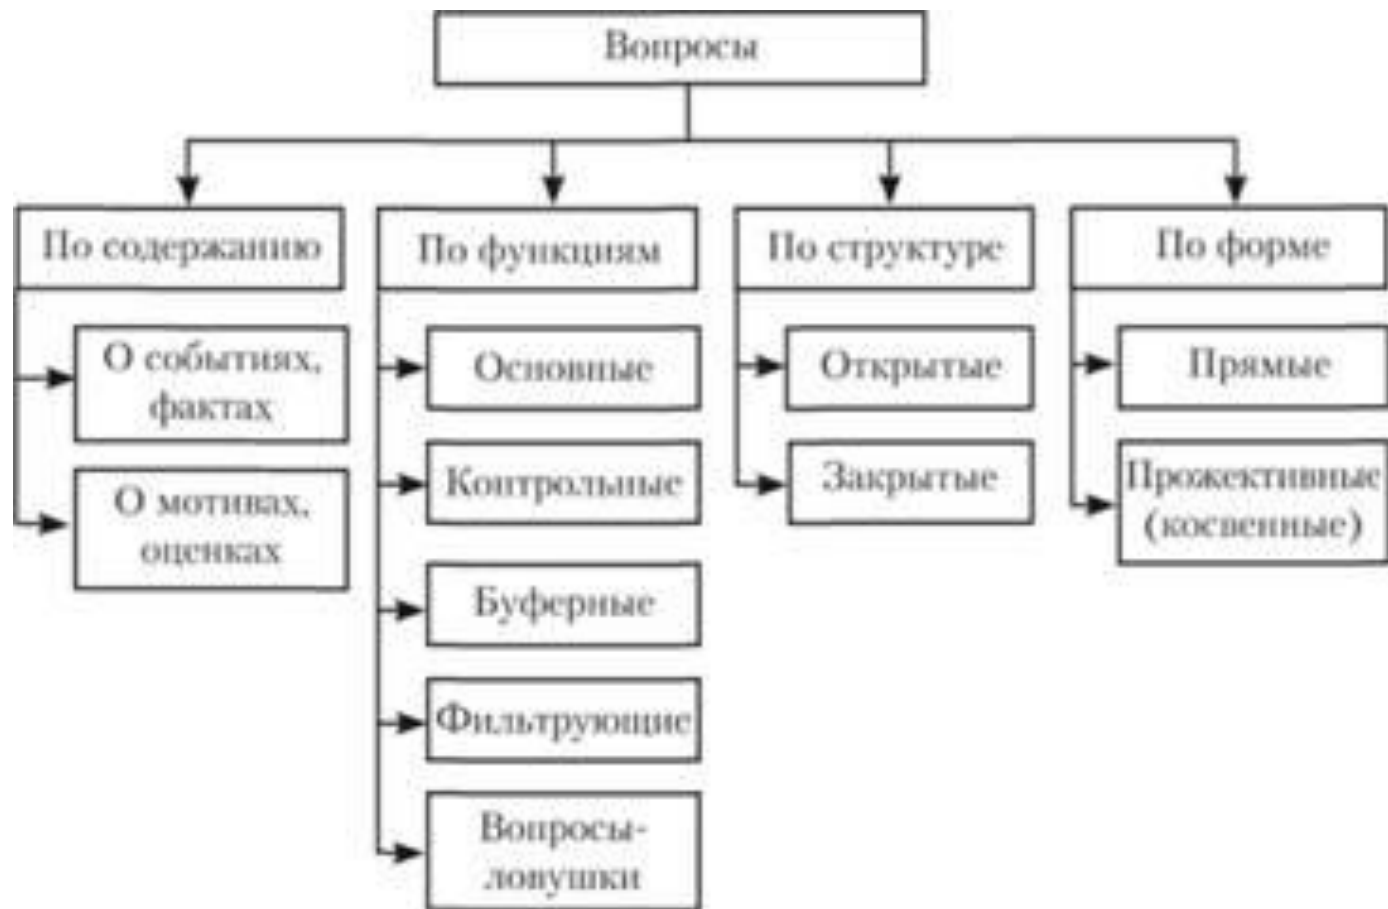 Вопросы
По содержанию
О событиях,
фактах
О мотивах,
оценках
По функциям
Основные
Контрольные
Буферные
Фильтрующие
Вопросы-
ловушки
По структуре
Открытые
Закрытые
По форме
Прямые
Прожективные
(косвенные)